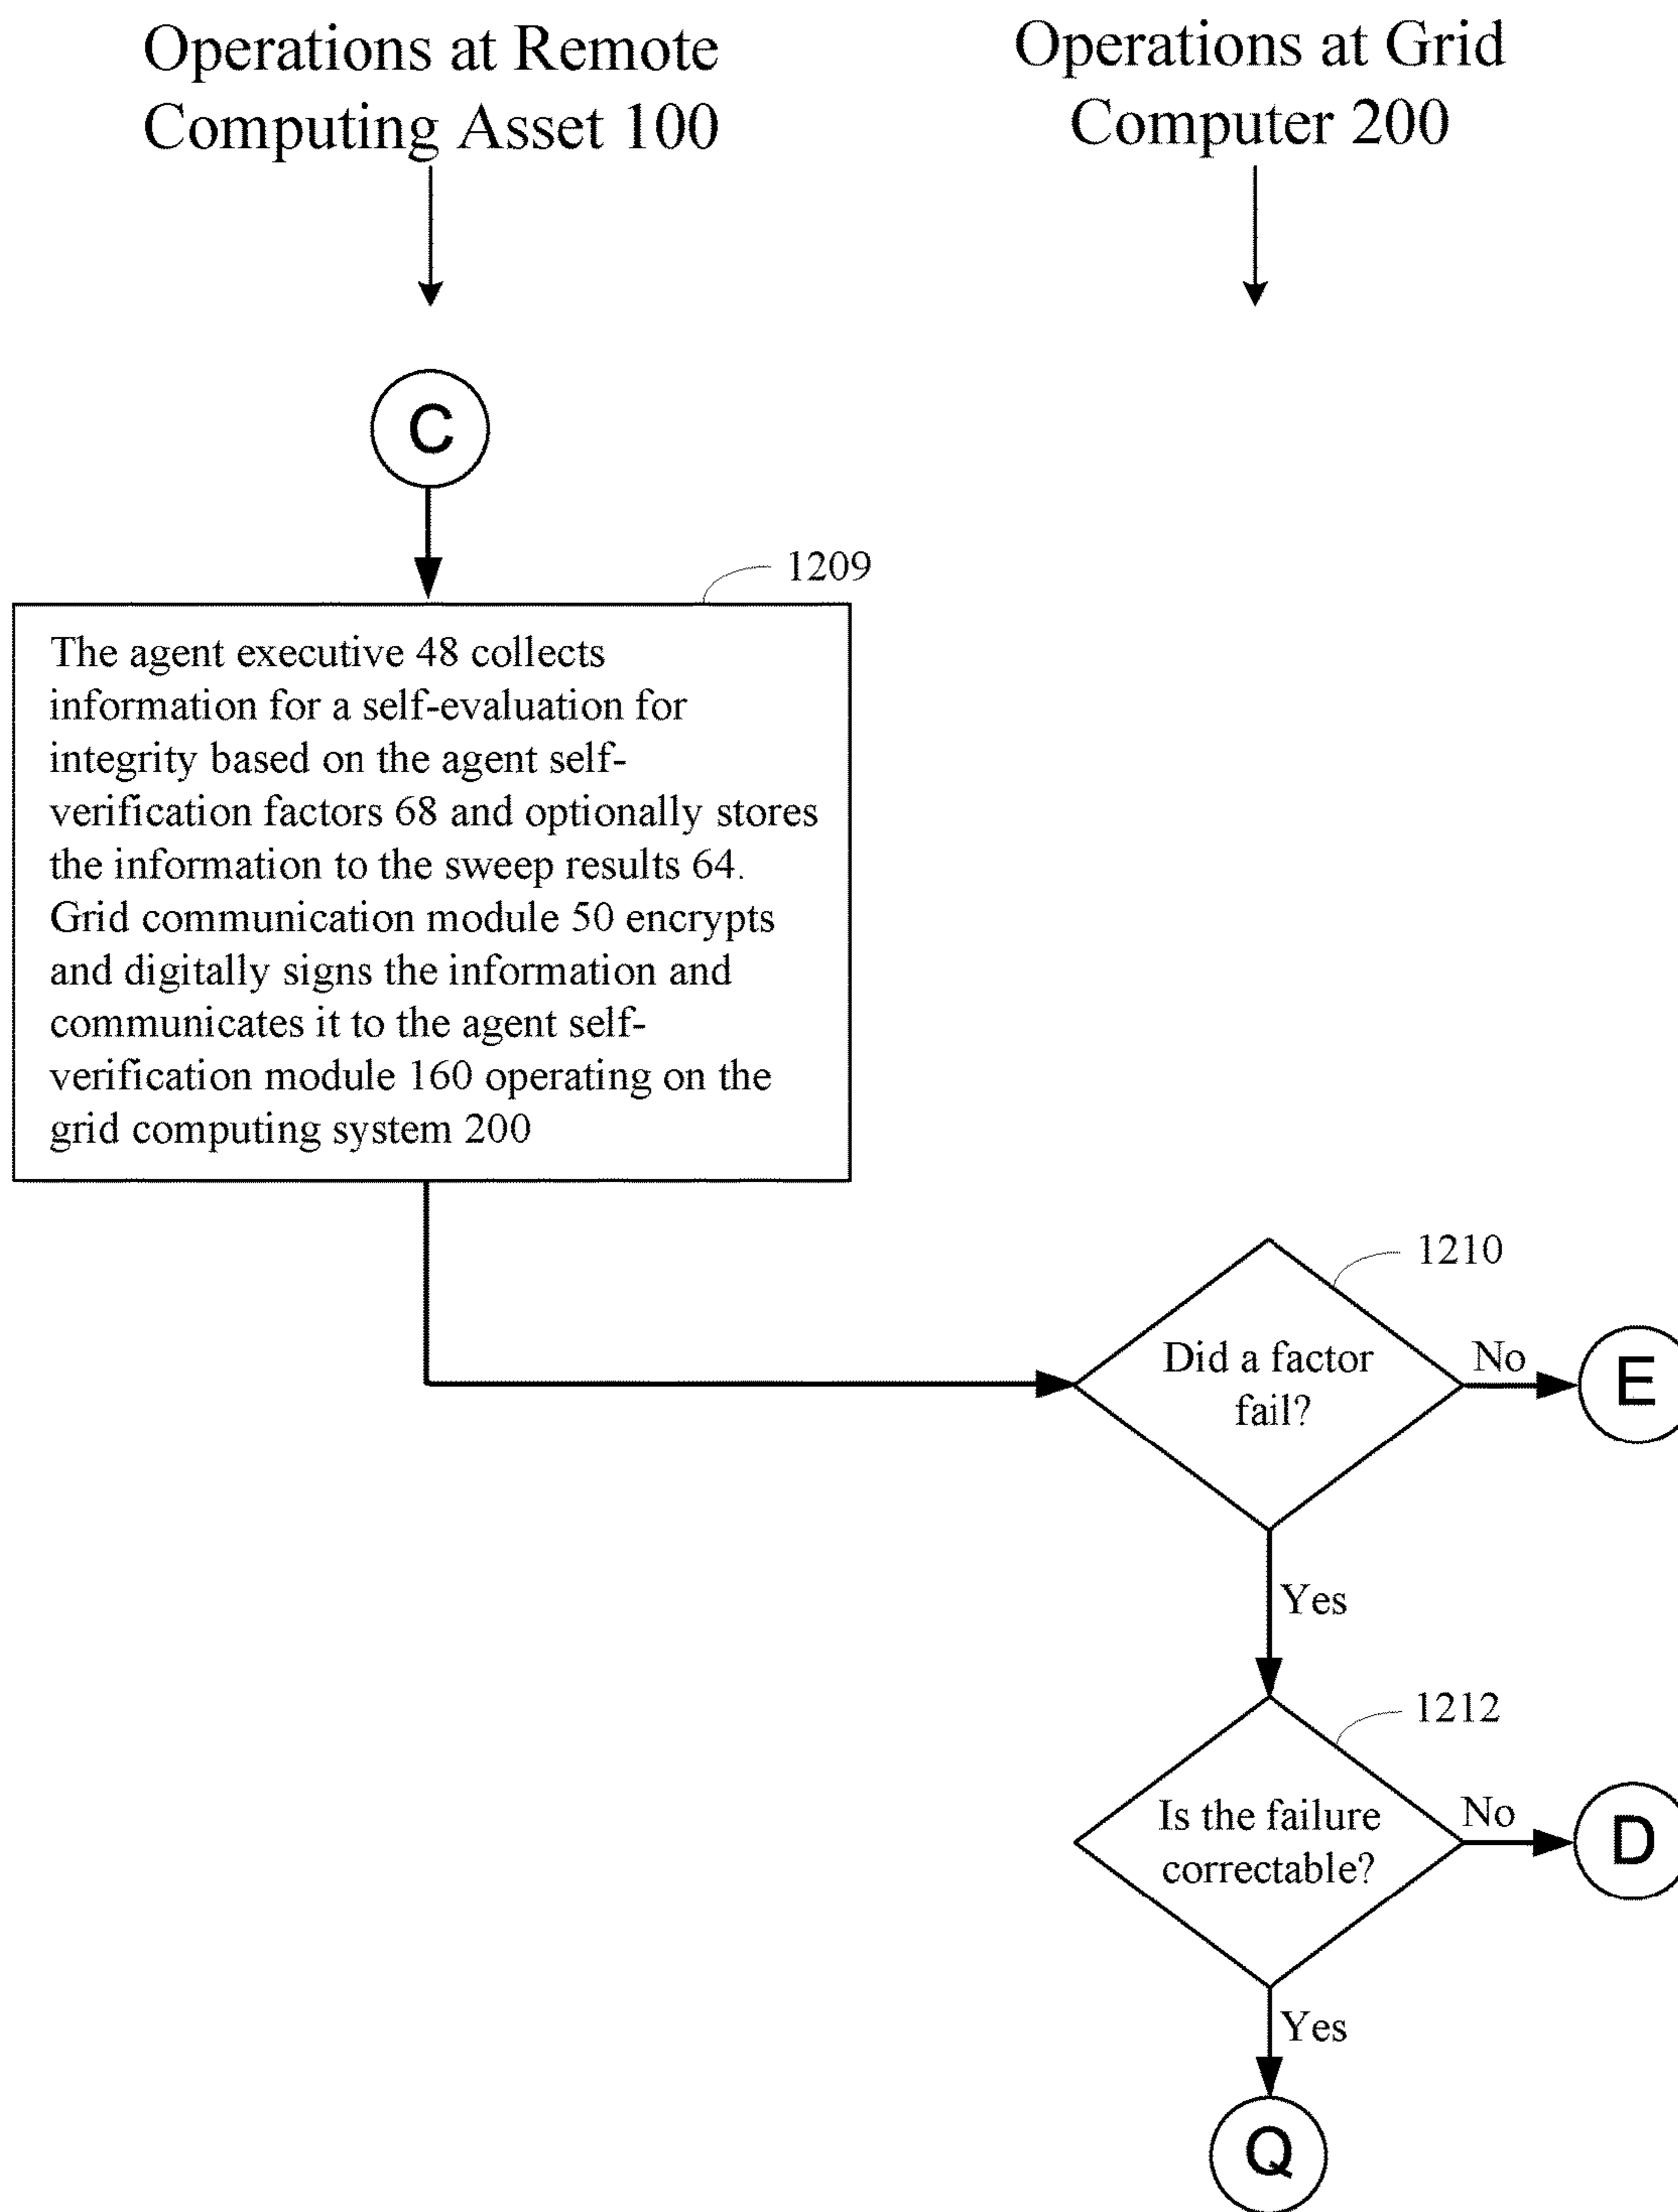 Operations at Remote
Computing Asset 100
Operations at Grid
Computer 200
C
1209
The agent executive 48 collects
information for a self-evaluation for
integrity based on the agent self-
verification factors 68 and optionally stores
the information to the sweep results 64.
Grid communication module 50 encrypts
and digitally signs the information and
communicates it to the agent self-
verification module 160 operating on the
grid computing system 200
1210
Did a factor
fail?
No
E
Yes
1212
Is the failure
correctable?
No
D
Yes
Q